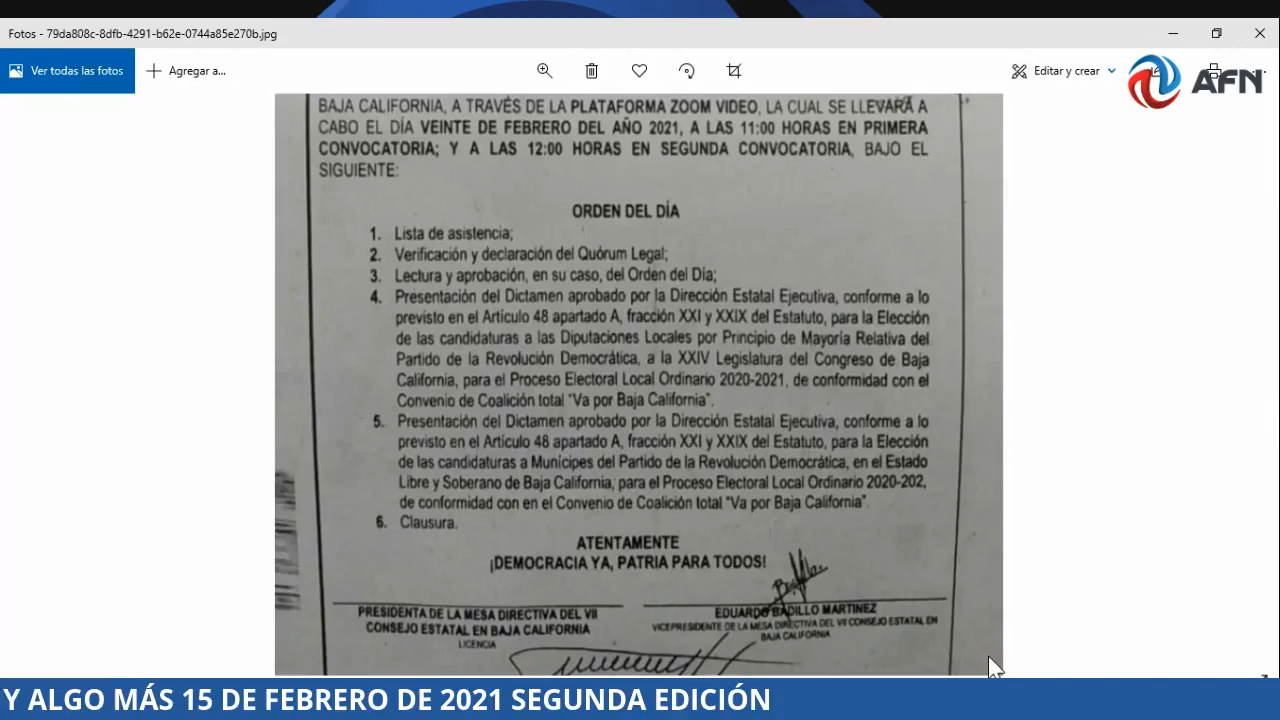 Fotos - 79da808c-8dfb-4291-b62e-0744a85e270b.jpg
Ver todas las fotos
Agregar a...
Editar y crear
AFN
BAJA CALIFORNIA, A TRAVÉS DE LA PLATAFORMA ZOOM VIDEO, LA CUAL SE LLEVARÁ A
CABO EL DÍA VEINTE DE FEBRERO DEL AÑO 2021, A LAS 11:00 HORAS EN PRIMERA
CONVOCATORIA; Y A LAS 12:00 HORAS EN SEGUNDA CONVOCATORIA, BAJO EL
SIGUIENTE:
ORDEN DEL DÍA
1. Lista de asistencia;
2. Verificación y declaración del Quórum Legal;
3. Lectura y aprobación, en su caso, del Orden del Día;
4. Presentación del Dictamen aprobado por la Dirección Estatal Ejecutiva, conforme a lo
previsto en el Artículo 48 apartado A, fracción XXI y XXIX del Estatuto, para la Elección
de las candidaturas a las Diputaciones Locales por Principio de Mayoría Relativa del
Partido de la Revolución Democrática, a la XXIV Legislatura del Congreso de Baja
California, para el Proceso Electoral Local Ordinario 2020-2021, de conformidad con el
Convenio de Coalición total "Va por Baja California".
5. Presentación del Dictamen aprobado por la Dirección Estatal Ejecutiva, conforme a lo
previsto en el Artículo 48 apartado A, fracción XXI y XXIX del Estatuto, para la Elección
de las candidaturas a Munícipes del Partido de la Revolución Democrática, en el Estado
Libre y Soberano de Baja California, para el Proceso Electoral Local Ordinario 2020-202,
de conformidad con en el Convenio de Coalición total "Va por Baja California".
6. Clausura.
ATENTAMENTE
¡DEMOCRACIA YA, PATRIA PARA TODOS!
PRESIDENTA DE LA MESA DIRECTIVA DEL VII
CONSEJO ESTATAL EN BAJA CALIFORNIA
LICENCIA
EDUARDO BADILLO MARTINEZ
VICEPRESIDENTE DE LA MESA DIRECTIVA DEL VII CONSEJO ESTATAL EN
BAJA CALIFORNIA
Y ALGO MÁS 15 DE FEBRERO DE 2021 SEGUNDA EDICIÓN